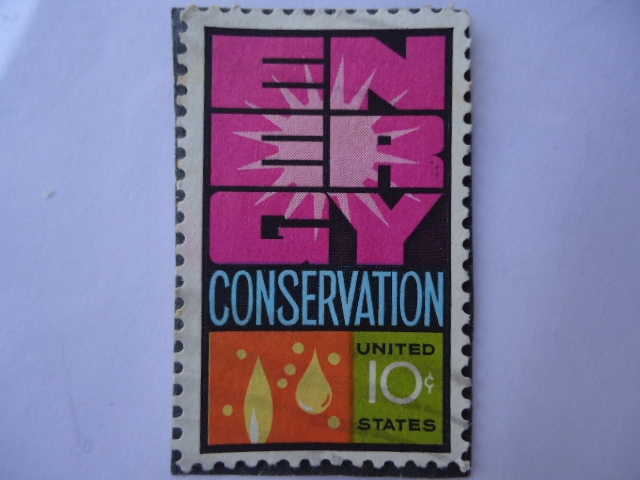 EN
ER
GY
CONSERVATION
UNITED
10¢
STATES